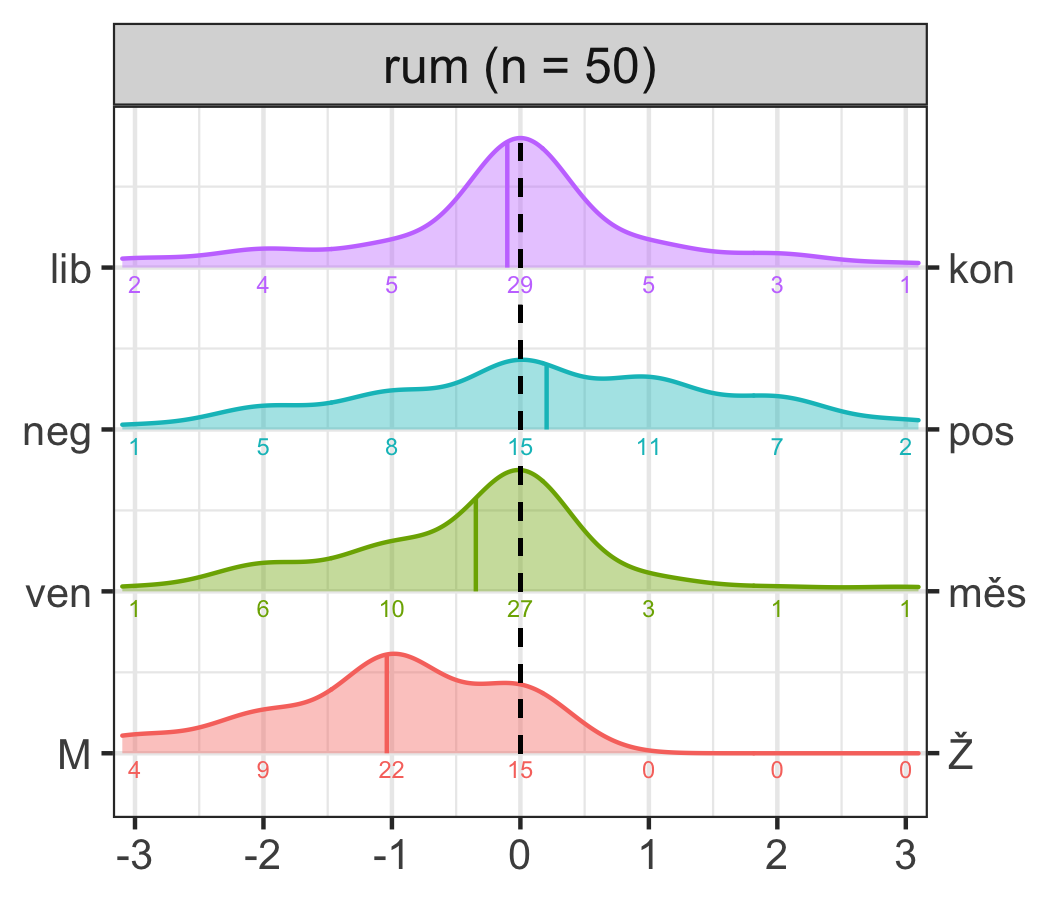 rum (n = 50)
lib kon
2 4 5 29 5 3 1
neg pos
1 5 8 15 11 7 2
ven měs
1 6 10 27 3 1 1
M Ž
4 9 22 15 0 0 0
-3 -2 -1 0 1 2 3